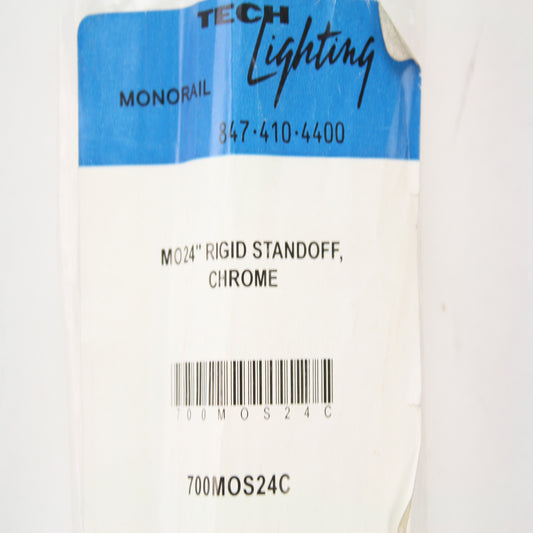 TECH
Lighting
MONORAIL
847·410·4400
MO24" RIGID STANDOFF,
CHROME
700MOS24C
700MOS24C